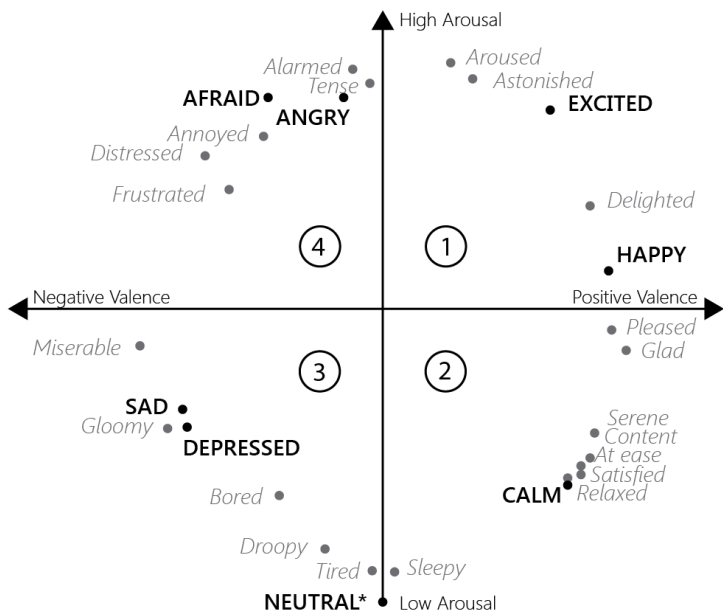 High Arousal
Alarmed
Aroused
Tense
Astonished
AFRAID
ANGRY
EXCITED
Annoyed
Distressed
Frustrated
Delighted
4
1
HAPPY
Negative Valence
Positive Valence
Pleased
Miserable
Glad
3
2
SAD
Serene
Gloomy
Content
DEPRESSED
At ease
Satisfied
Bored
CALM
Relaxed
Droopy
Tired
Sleepy
NEUTRAL*
Low Arousal